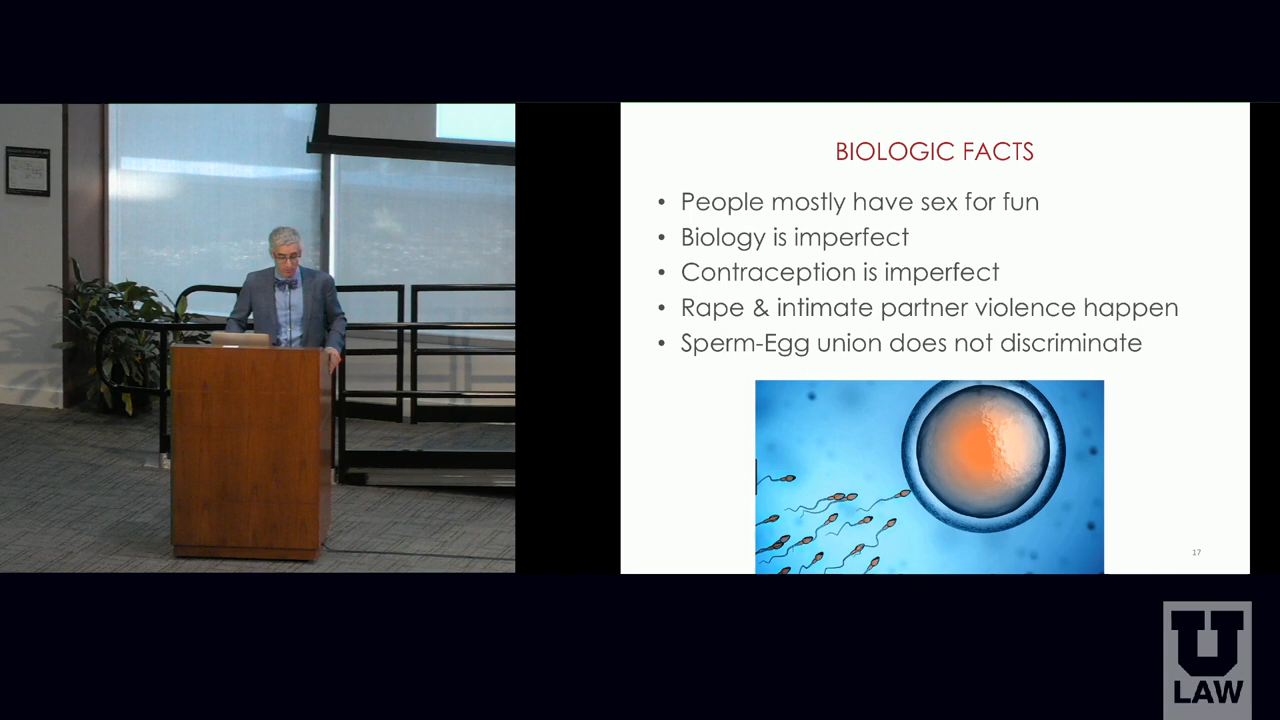 BIOLOGIC FACTS
• People mostly have sex for fun
• Biology is imperfect
• Contraception is imperfect
• Rape & intimate partner violence happen
• Sperm-Egg union does not discriminate
17
U
LAW